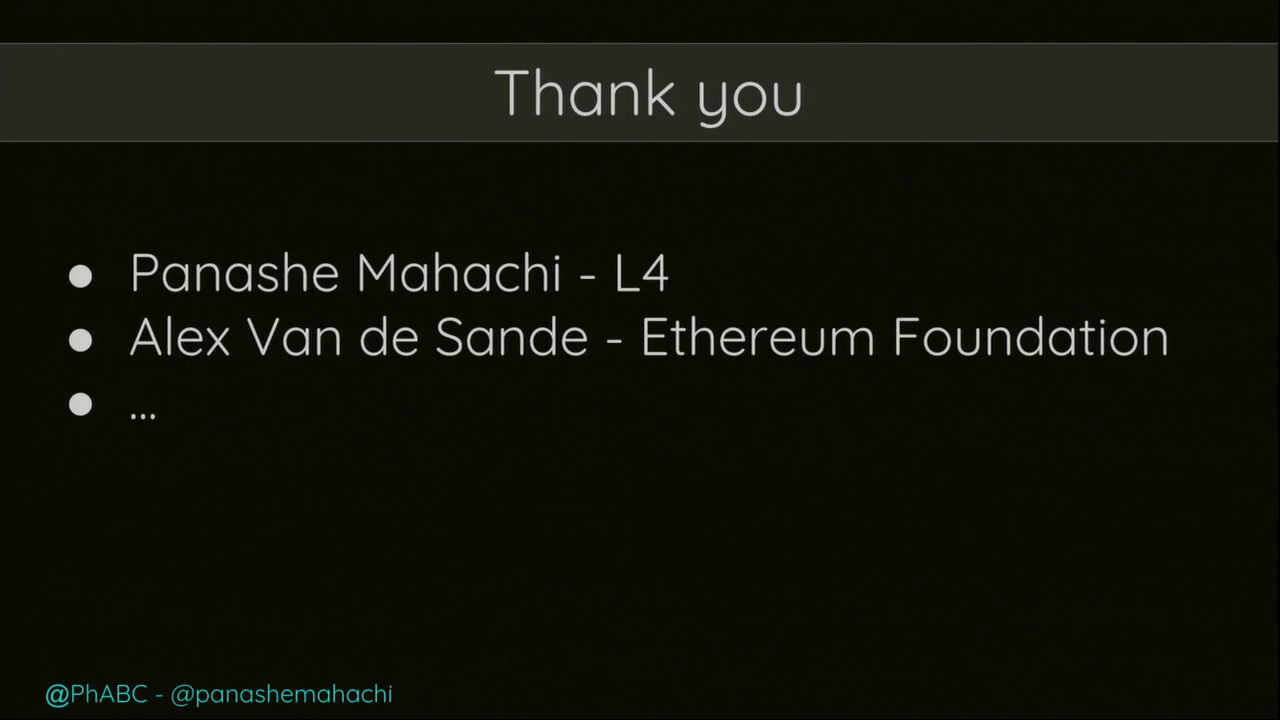 Thank you
● Panashe Mahachi - L4
● Alex Van de Sande - Ethereum Foundation
● ...
@PhABC - @panashemahachi